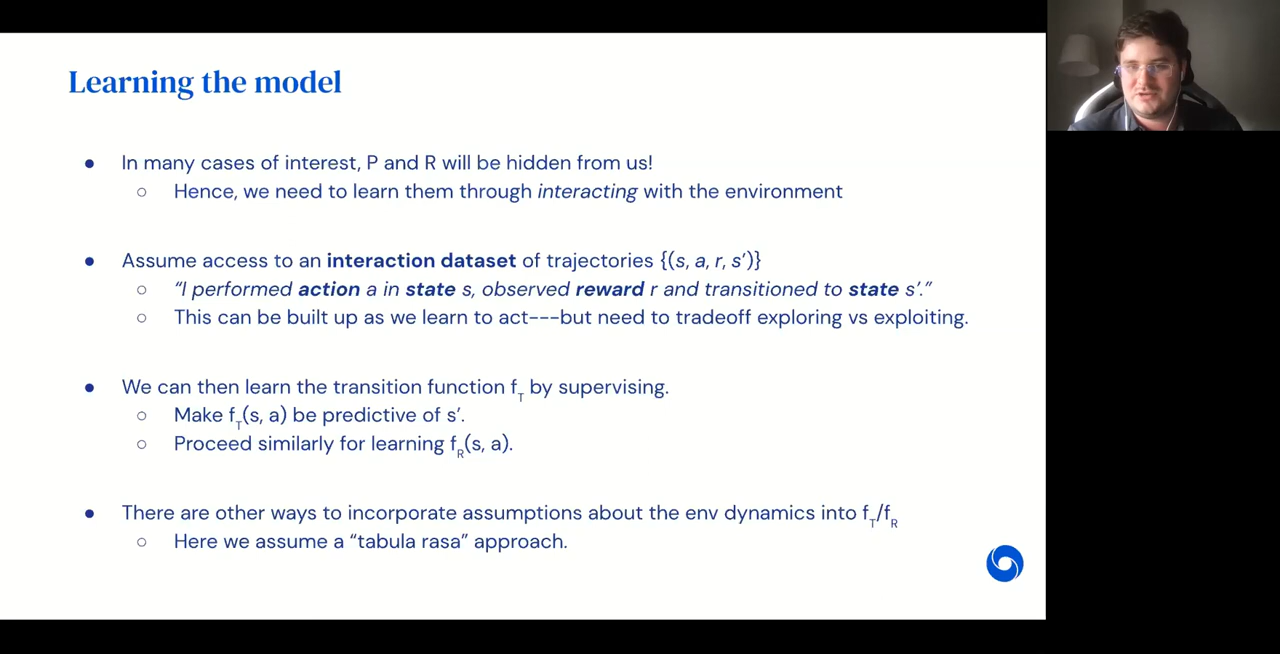 Learning the model
● In many cases of interest, P and R will be hidden from us!
○ Hence, we need to learn them through interacting with the environment
● Assume access to an interaction dataset of trajectories {(s, a, r, s’)}
○ “I performed action a in state s, observed reward r and transitioned to state s’.”
○ This can be built up as we learn to act---but need to tradeoff exploring vs exploiting.
● We can then learn the transition function f_T by supervising.
○ Make f_T(s, a) be predictive of s’.
○ Proceed similarly for learning f_R(s, a).
● There are other ways to incorporate assumptions about the env dynamics into f_T/f_R
○ Here we assume a “tabula rasa” approach.